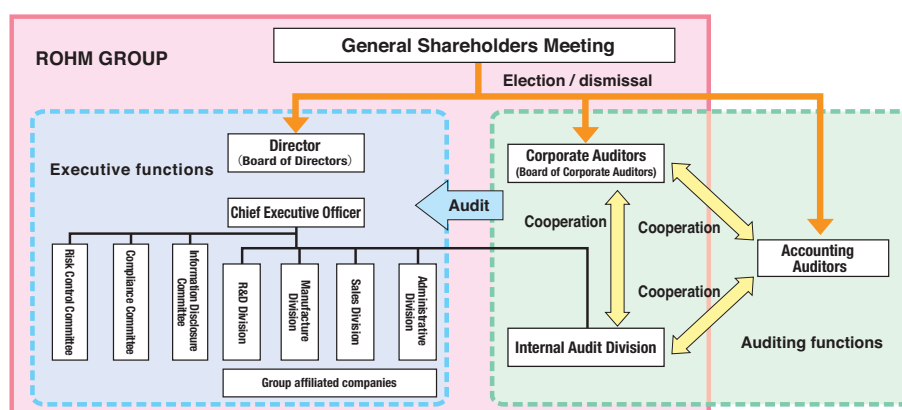 General Shareholders Meeting
ROHM GROUP
Election / dismissal
Director
(Board of Directors)
Executive functions
Corporate Auditors
(Board of Corporate Auditors)
Chief Executive Officer
Audit
Cooperation
Cooperation
Accounting
Auditors
Risk Control Committee
Compliance Committee
Information Disclosure
Committee
R&D Division
Manufacture
Division
Sales Division
Administrative
Division
Cooperation
Internal Audit Division
Auditing functions
Group affiliated companies